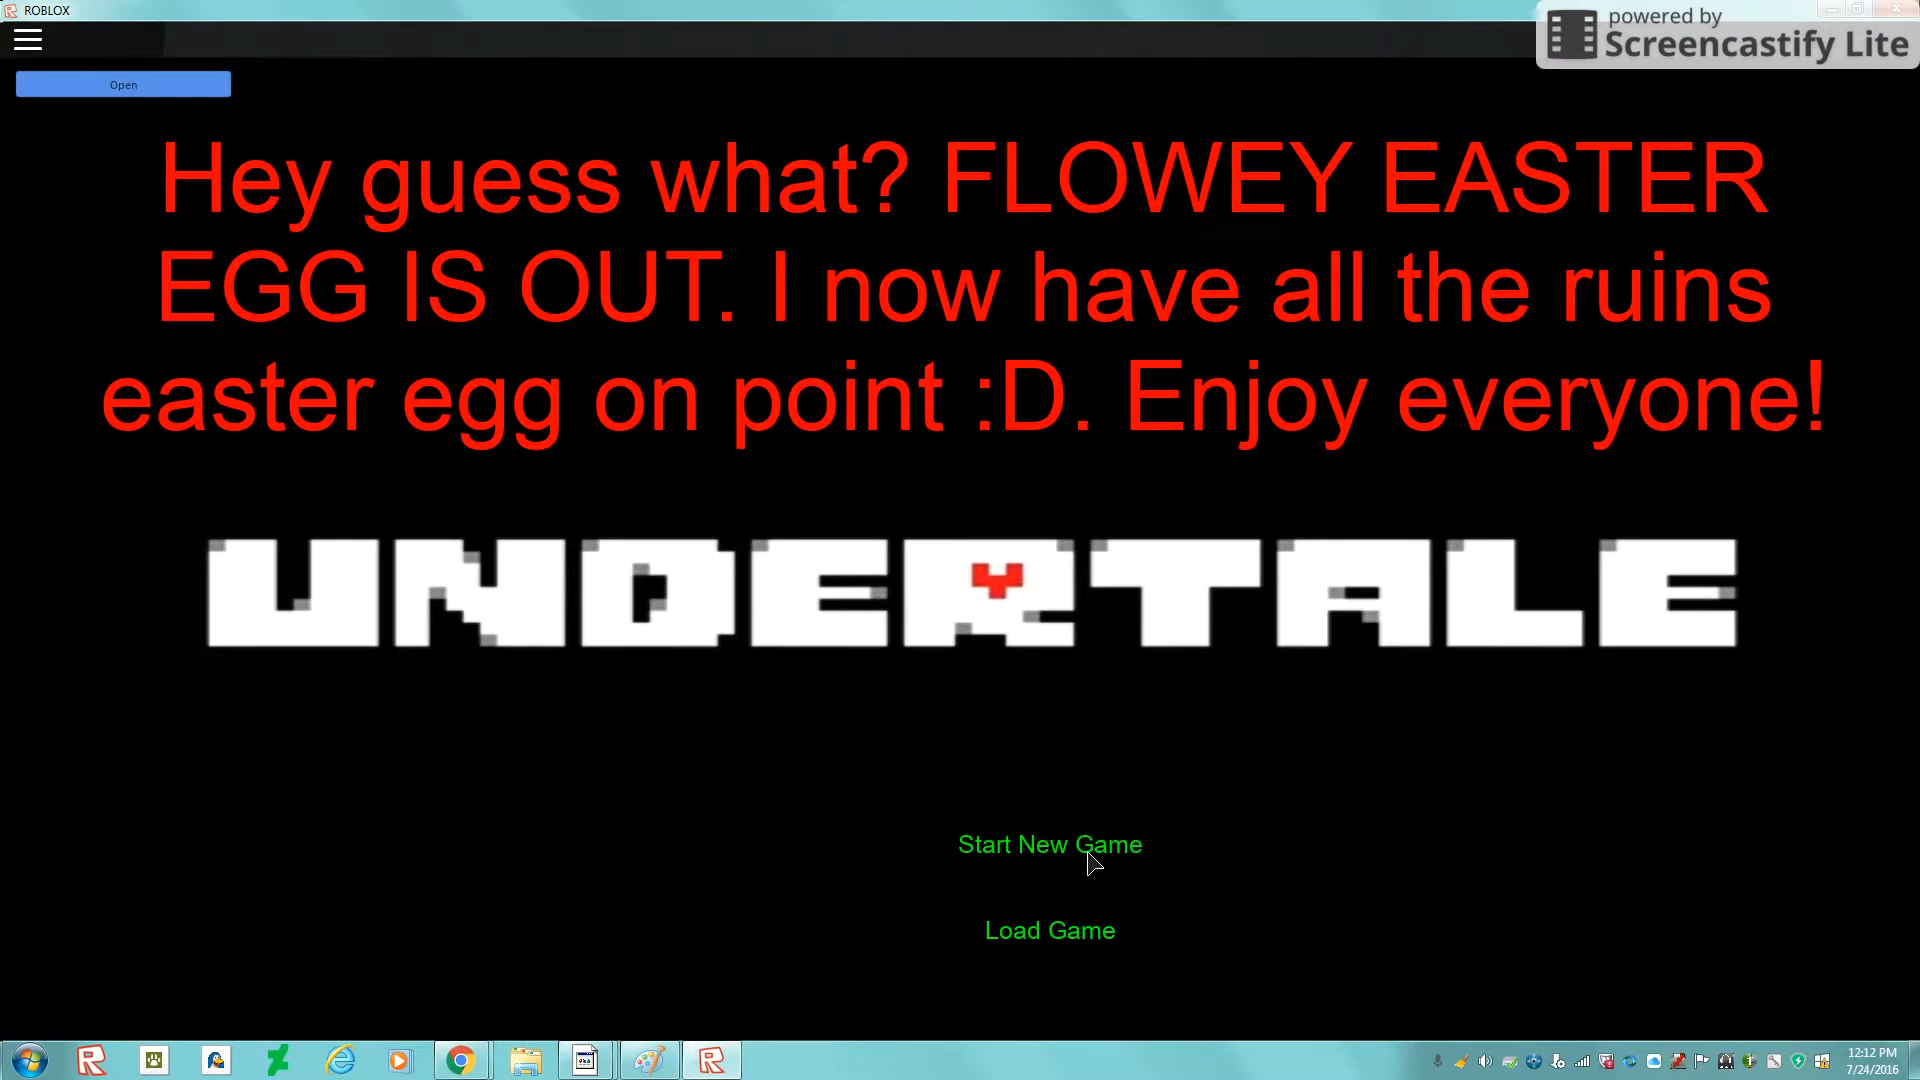 ROBLOX
powered by
Screencastify Lite
Open
Hey guess what? FLOWEY EASTER
EGG IS OUT. I now have all the ruins
easter egg on point :D. Enjoy everyone!
UNDERTALE
Start New Game
Load Game
12:12 PM
7/24/2016